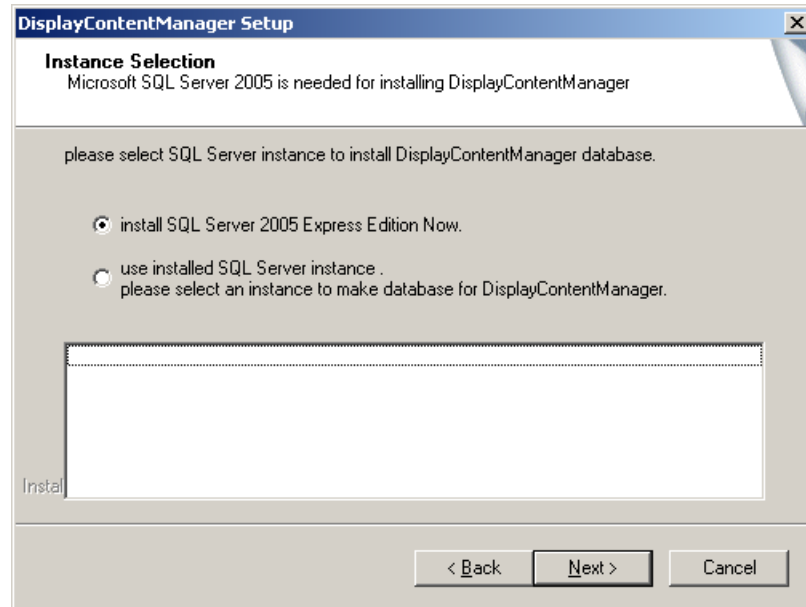 DisplayContentManager Setup
Instance Selection
Microsoft SQL Server 2005 is needed for installing DisplayContentManager
please select SQL Server instance to install DisplayContentManager database.
install SQL Server 2005 Express Edition Now.
use installed SQL Server instance .
please select an instance to make database for DisplayContentManager.
Instal
< Back
Next >
Cancel